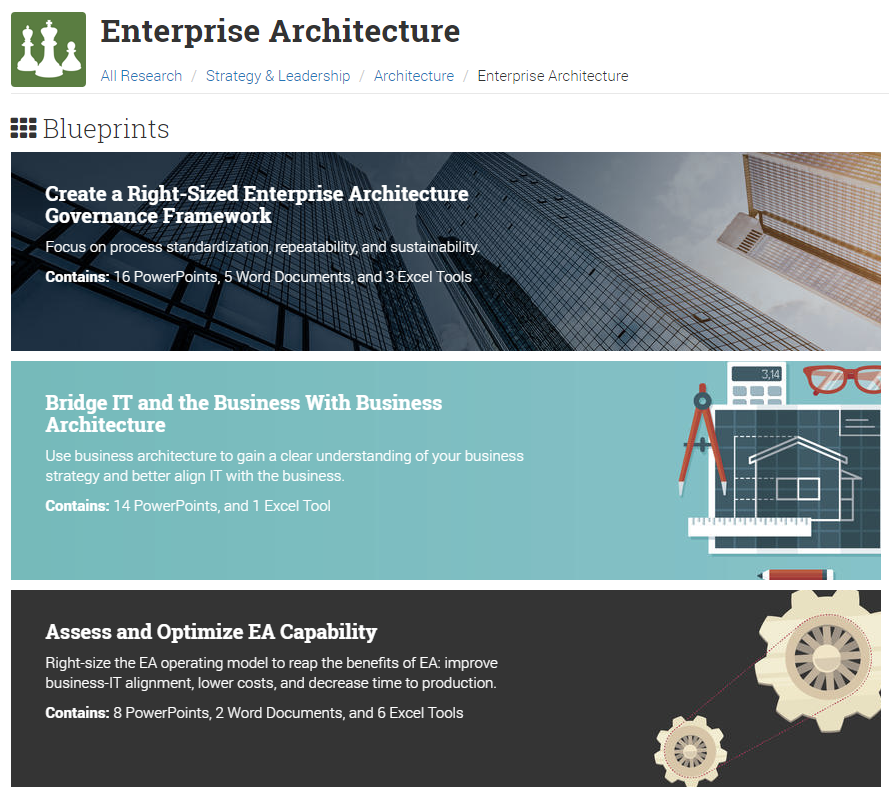 Enterprise Architecture
All Research / Strategy & Leadership / Architecture / Enterprise Architecture
Blueprints
Create a Right-Sized Enterprise Architecture
Governance Framework
Focus on process standardization, repeatability, and sustainability.
Contains: 16 PowerPoints, 5 Word Documents, and 3 Excel Tools
Bridge IT and the Business With Business
Architecture
Use business architecture to gain a clear understanding of your business
strategy and better align IT with the business.
Contains: 14 PowerPoints, and 1 Excel Tool
3,14
Assess and Optimize EA Capability
Right-size the EA operating model to reap the benefits of EA: improve
business-IT alignment, lower costs, and decrease time to production.
Contains: 8 PowerPoints, 2 Word Documents, and 6 Excel Tools